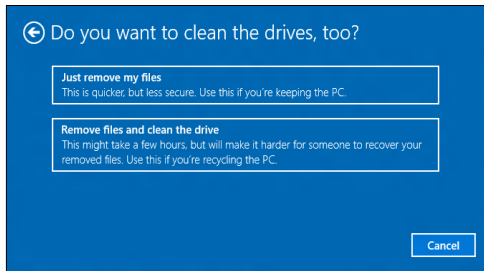 Do you want to clean the drives, too?
Just remove my files
This is quicker, but less secure. Use this if you're keeping the PC.
Remove files and clean the drive
This might take a few hours, but will make it harder for someone to recover your
removed files. Use this if you're recycling the PC.
Cancel